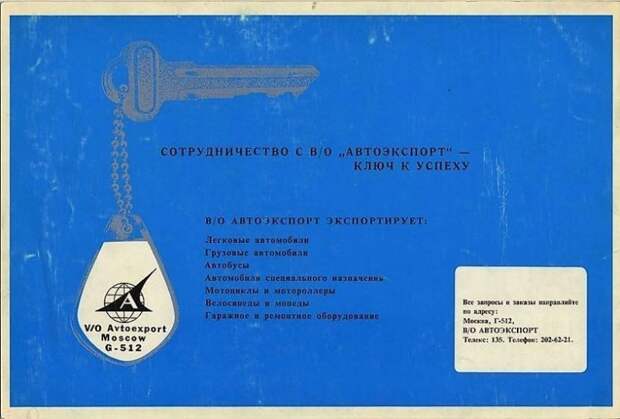 СОТРУДНИЧЕСТВО С В/О „АВТОЭКСПОРТ" —
КЛЮЧ К УСПЕХУ
В/О АВТОЭКСПОРТ ЭКСПОРТИРУЕТ:
Легковые автомобили
Грузовые автомобили
Автобусы
Автомобили специального назначения
Мотоциклы и мотороллеры
Велосипеды и мопеды
Гаражное и ремонтное оборудование
A
V/O Avtoexport
Moscow
G-512
Все запросы и заказы направляйте
по адресу:
Москва, Г-512,
В/О АВТОЭКСПОРТ
Телекс: 135. Телефон: 202-62-21.